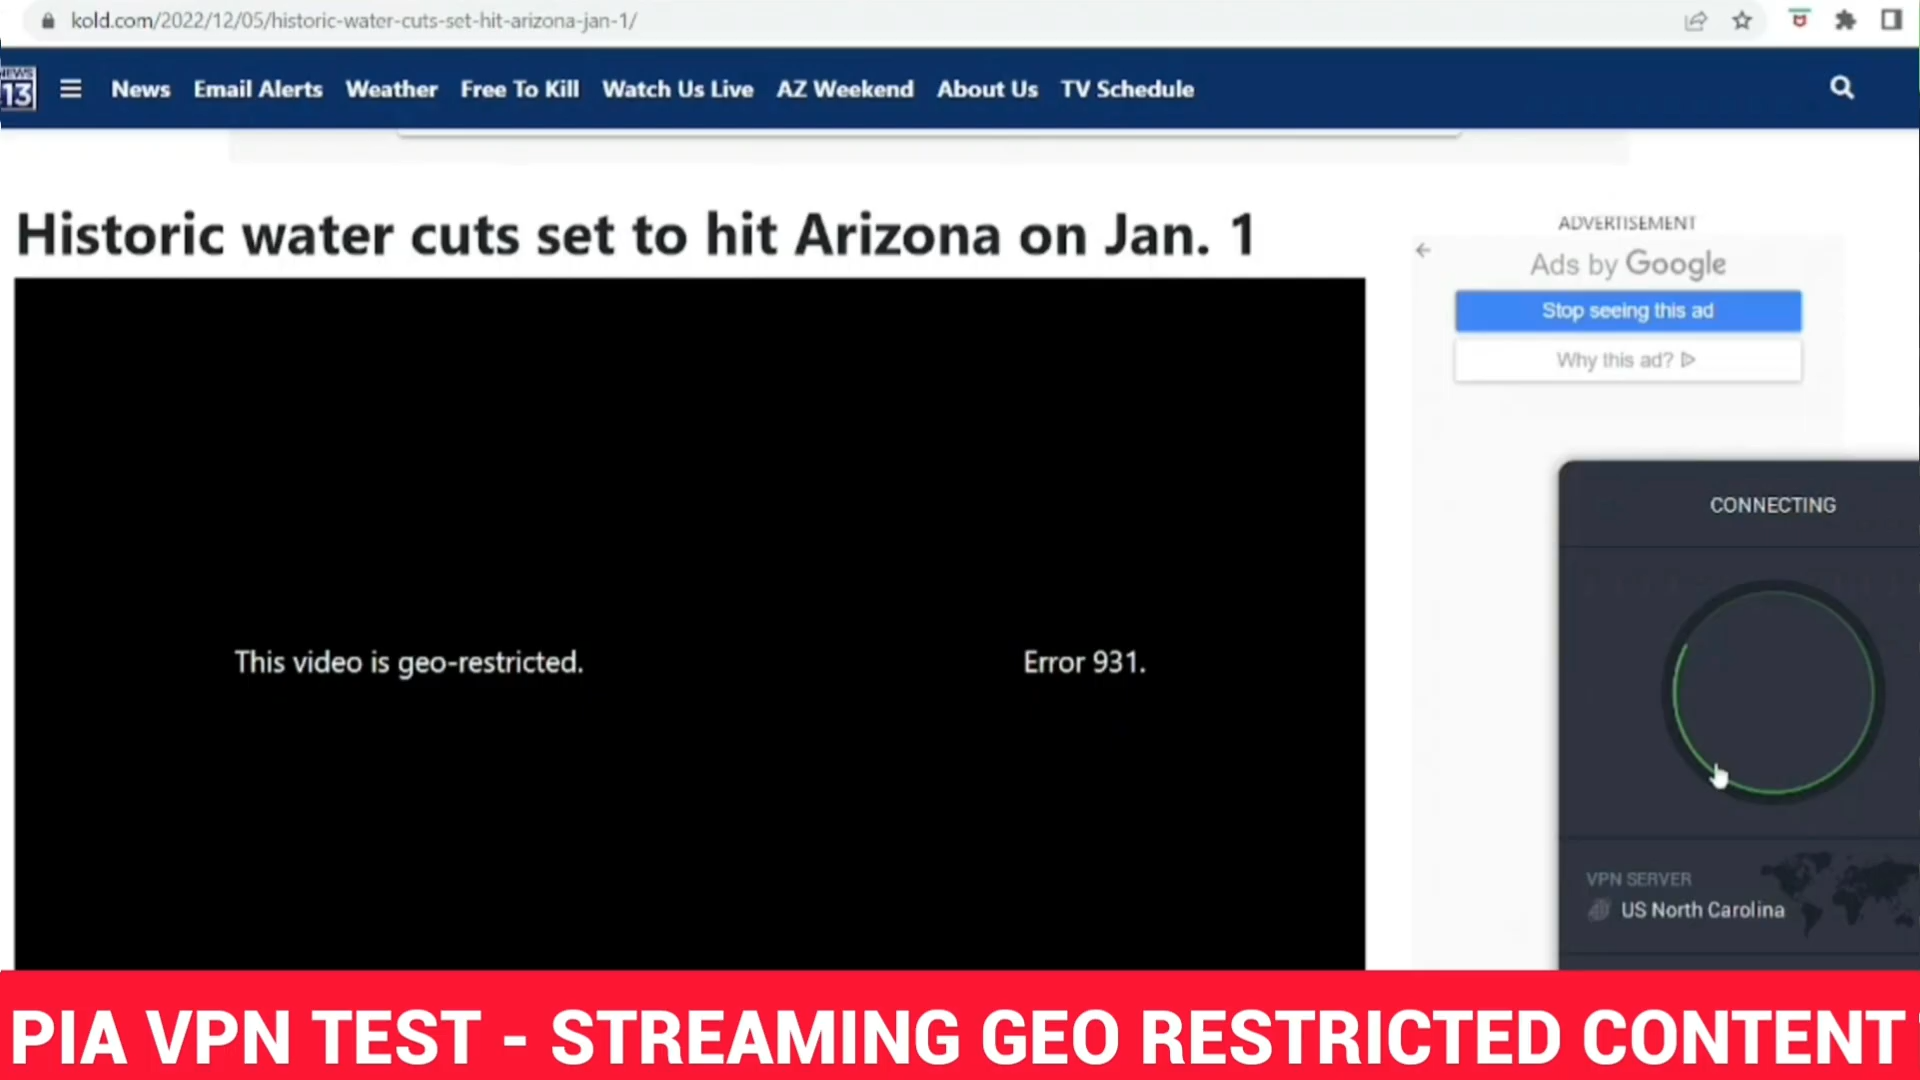 kold.com/2022/12/05/historic-water-cuts-set-hit-arizona-jan-1/
NEWS
13
News Email Alerts Weather Free To Kill Watch Us Live AZ Weekend About Us TV Schedule
Historic water cuts set to hit Arizona on Jan. 1
ADVERTISEMENT
Ads by Google
Stop seeing this ad
Why this ad?
This video is geo-restricted.
Error 931.
CONNECTING
VPN SERVER
US North Carolina
PIA VPN TEST - STREAMING GEO RESTRICTED CONTENT